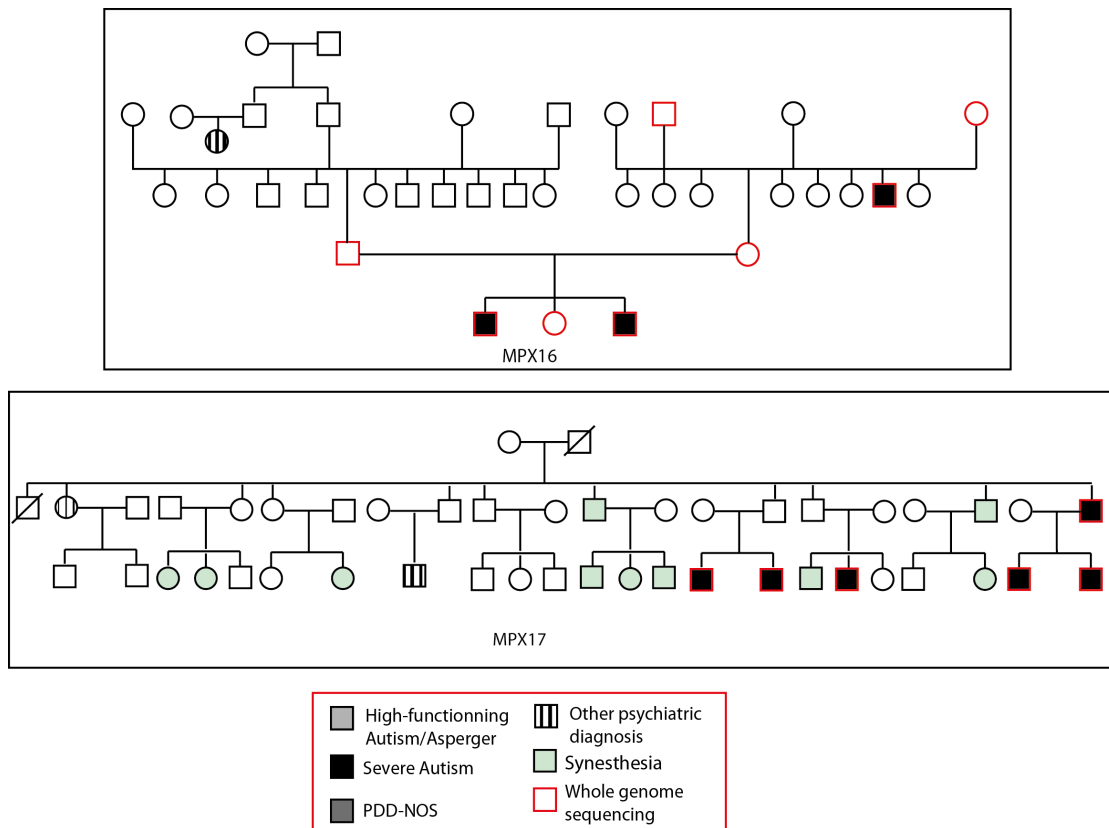 MPX16
MPX17
High-functionning
Autism/Asperger
Severe Autism
PDD-NOS
Other psychiatric
diagnosis
Synesthesia
Whole genome
sequencing